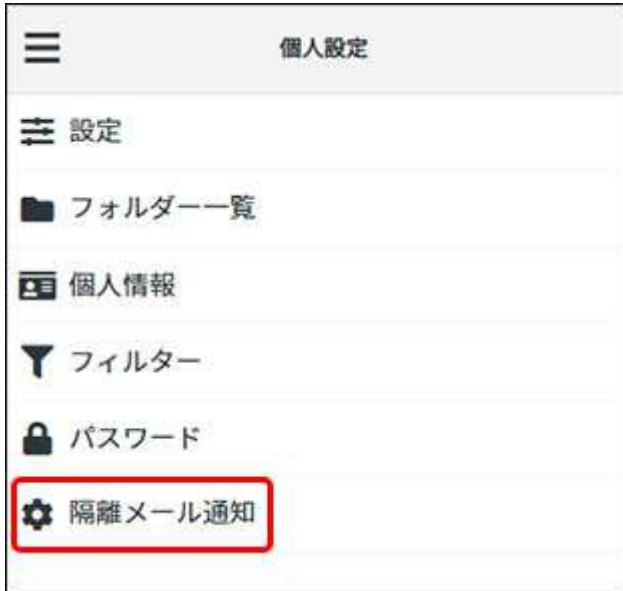 個人設定
設定
フォルダー一覧
個人情報
フィルター
パスワード
隔離メール通知